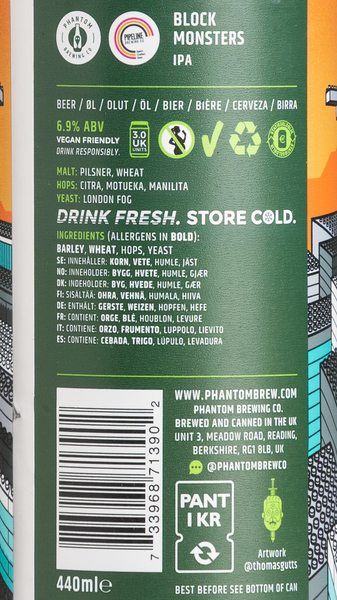 PHANTOM
BREWING CO
PIPELINE
BREWING CO.
BLOCK
MONSTERS
IPA
BEER / ØL / OLUT / ÖL / BIER / BIÈRE / CERVEZA / BIRRA
6.9% ABV
VEGAN FRIENDLY
DRINK RESPONSIBLY.
3.0
UK
UNITS
MALT: PILSNER, WHEAT
HOPS: CITRA, MOTUEKA, MANILITA
YEAST: LONDON FOG
DRINK FRESH. STORE COLD.
INGREDIENTS (ALLERGENS IN BOLD):
BARLEY, WHEAT, HOPS, YEAST
SE: INNEHÅLLER: KORN, VETE, HUMLE, JÄST
NO: INNEHOLDER: BYGG, HVETE, HUMLE, GJÆR
DK: INDEHOLDER: BYG, HVEDE, HUMLE, GÆR
FI: SISÄLTÄÄ: OHRA, VEHNÄ, HUMALA, HIIVA
DE: ENTHÄLT: GERSTE, WEIZEN, HOPFEN, HEFE
FR: CONTIENT: ORGE, BLÉ, HOUBLON, LEVURE
IT: CONTIENE: ORZO, FRUMENTO, LUPPOLO, LIEVITO
ES: CONTIENE: CEBADA, TRIGO, LÚPULO, LEVADURA
7 33968 71390 2
440ml e
WWW.PHANTOMBREW.COM
PHANTOM BREWING CO.
BREWED AND CANNED IN THE UK
UNIT 3, MEADOW ROAD, READING,
BERKSHIRE, RG1 8LB, UK
@PHANTOMBREWCO
PANT
1 KR
Artwork
@thomasgutts
BEST BEFORE SEE BOTTOM OF CAN